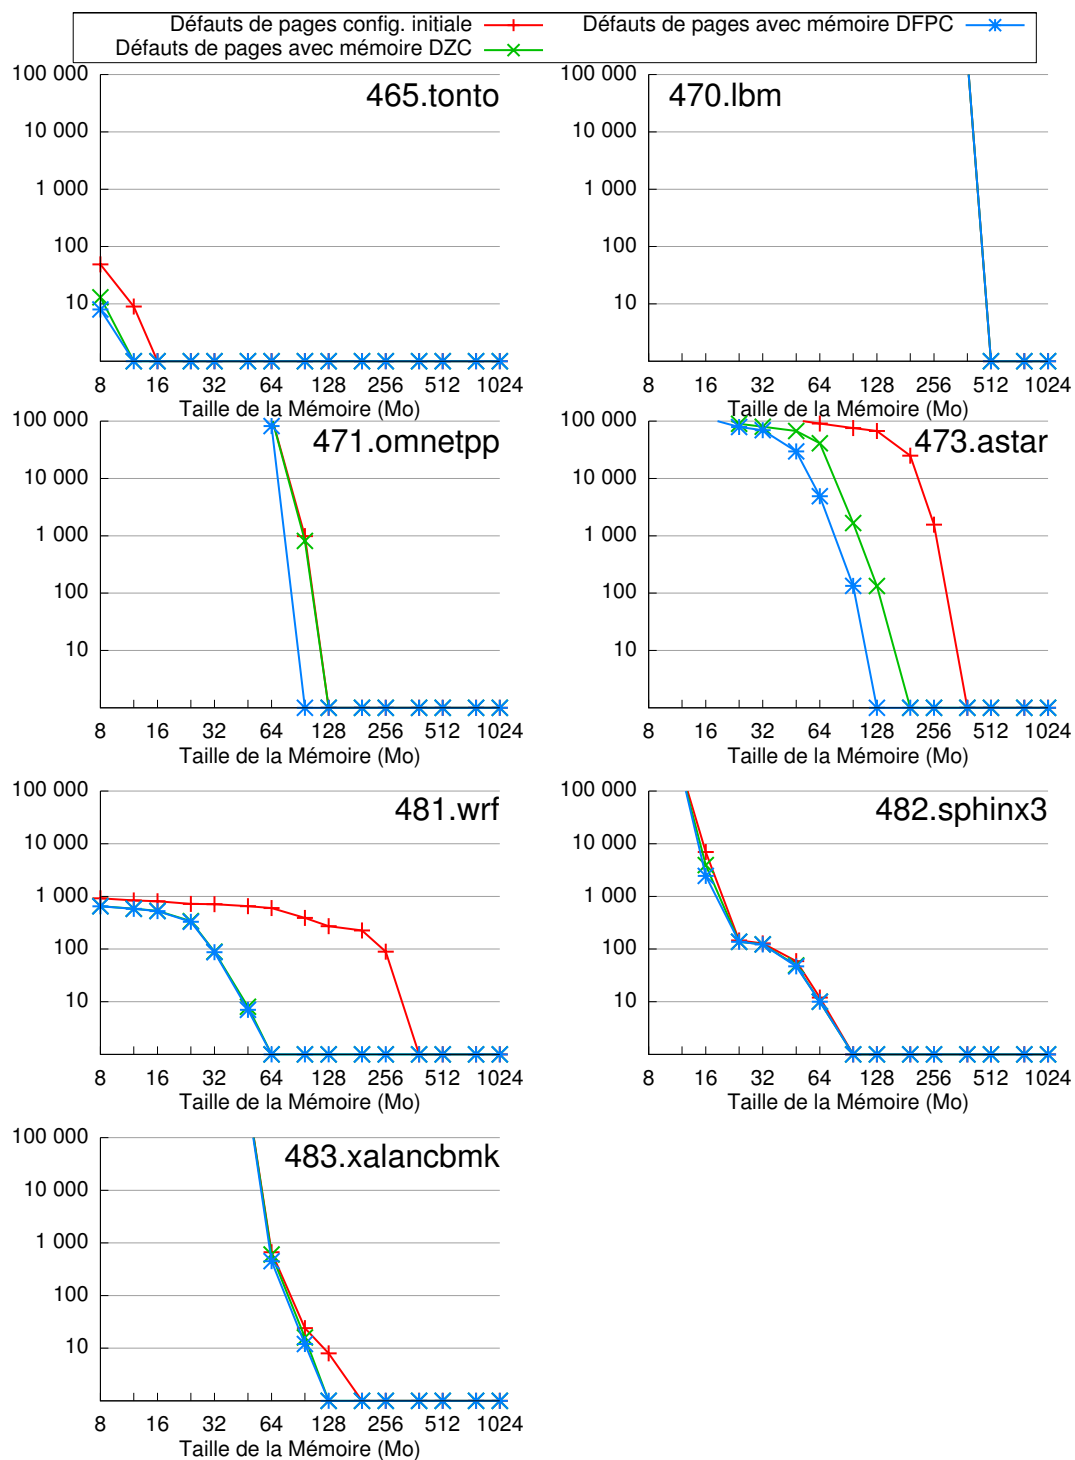 Défauts de pages config. initiale
Défauts de pages avec mémoire DZC
Défauts de pages avec mémoire DFPC
465.tonto
100 000
10 000
1 000
100
10
8 16 32 64 128 256 512 1024
Taille de la Mémoire (Mo)
470.lbm
100 000
10 000
1 000
100
10
8 16 32 64 128 256 512 1024
Taille de la Mémoire (Mo)
471.omnetpp
100 000
10 000
1 000
100
10
8 16 32 64 128 256 512 1024
Taille de la Mémoire (Mo)
473.astar
100 000
10 000
1 000
100
10
8 16 32 64 128 256 512 1024
Taille de la Mémoire (Mo)
481.wrf
100 000
10 000
1 000
100
10
8 16 32 64 128 256 512 1024
Taille de la Mémoire (Mo)
482.sphinx3
100 000
10 000
1 000
100
10
8 16 32 64 128 256 512 1024
Taille de la Mémoire (Mo)
483.xalancbmk
100 000
10 000
1 000
100
10
8 16 32 64 128 256 512 1024
Taille de la Mémoire (Mo)